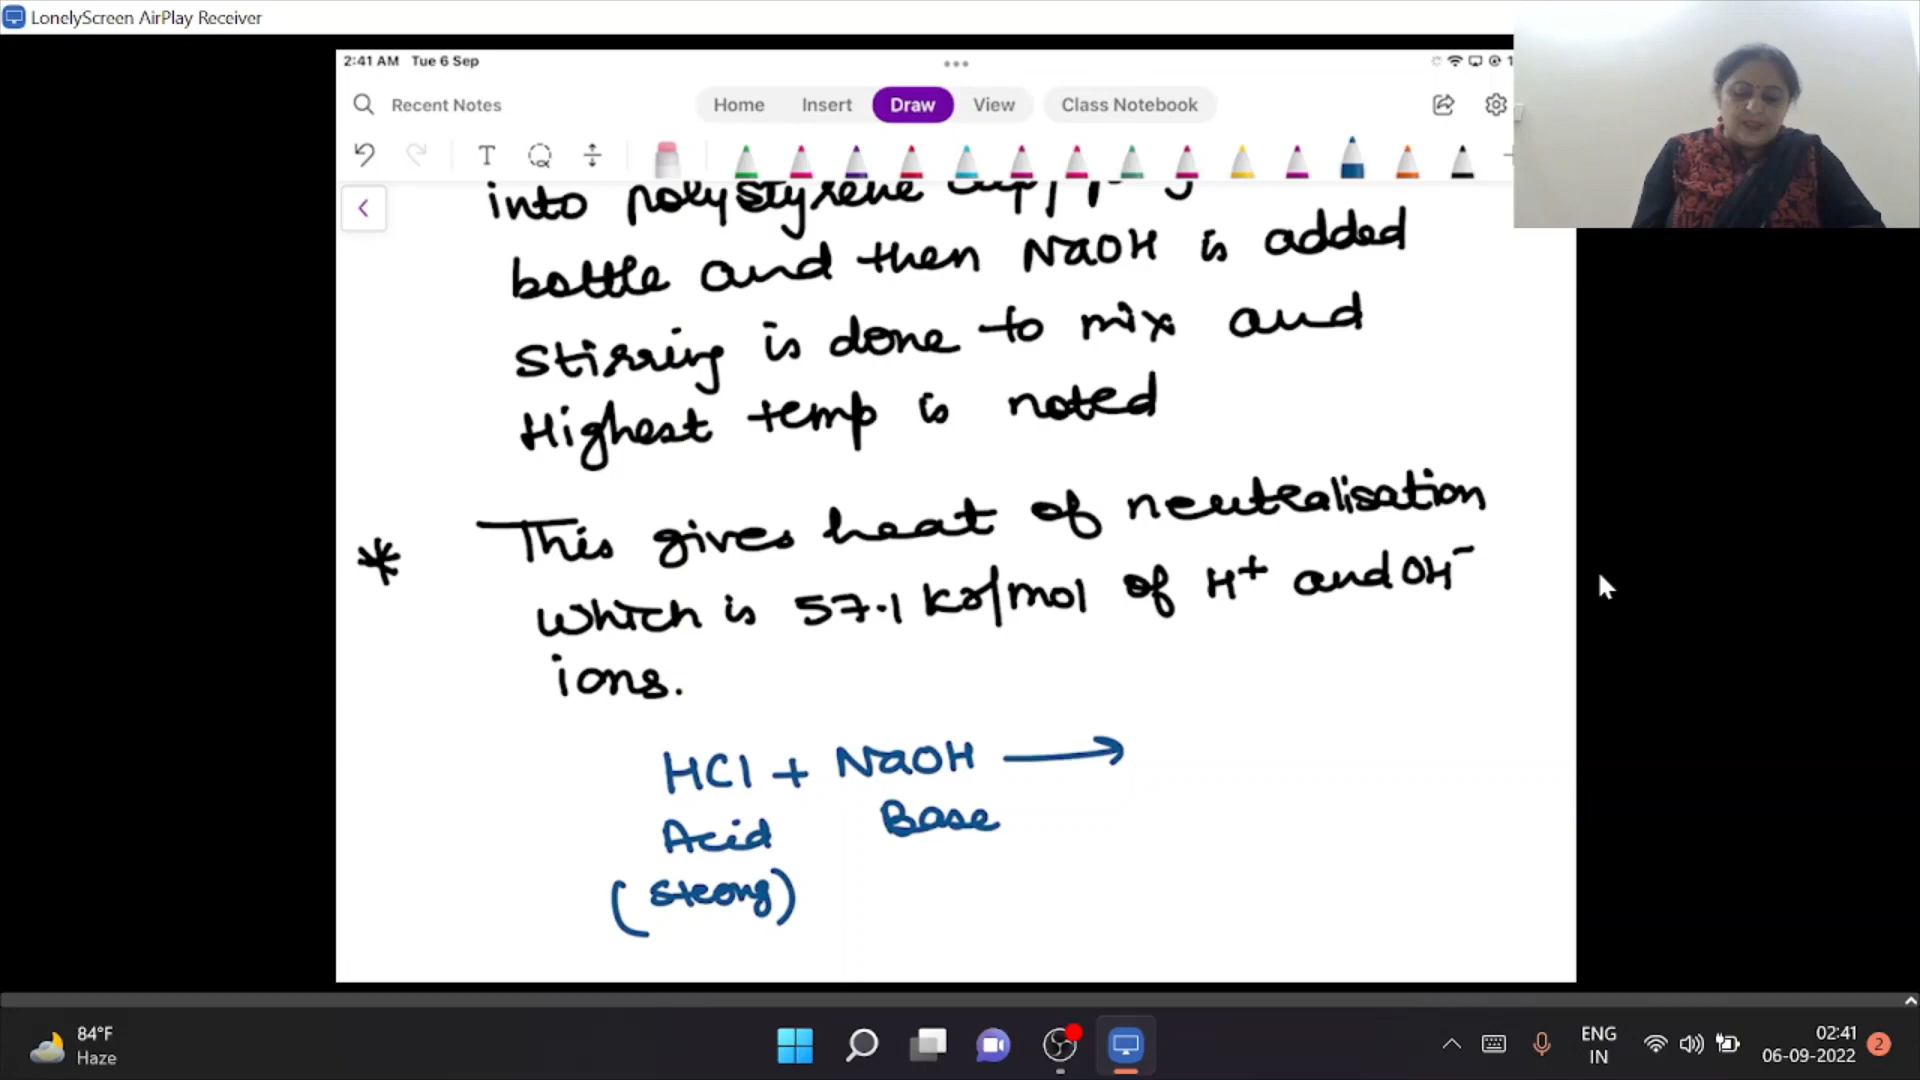 LonelyScreen AirPlay Receiver
2:41 AM Tue 6 Sep
Recent Notes
Home Insert Draw View Class Notebook
into polystyrene
bottle and then NaOH is added
Stirring is done to mix and
Highest temp is noted
* This gives heat of neutralisation
which is 57.1 KJ/mol of H+ and OH-
ions.
HCl + NaOH →
Acid Base
(strong)
84°F
Haze
ENG
IN
02:41
06-09-2022
2